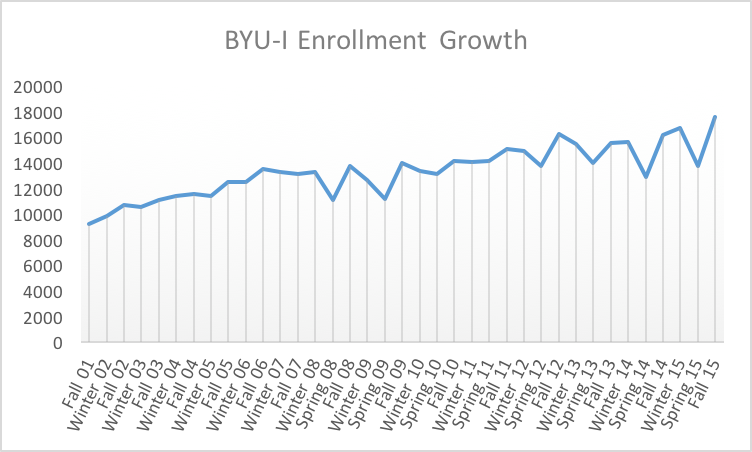 BYU-I Enrollment Growth
20000
18000
16000
14000
12000
10000
8000
6000
4000
2000
0
Fall 01
Winter 02
Fall 02
Winter 03
Fall 03
Winter 04
Fall 04
Winter 05
Fall 05
Winter 06
Fall 06
Winter 07
Fall 07
Winter 08
Spring 08
Fall 08
Winter 09
Spring 09
Fall 09
Winter 10
Spring 10
Fall 10
Winter 11
Spring 11
Fall 11
Winter 12
Spring 12
Fall 12
Winter 13
Spring 13
Fall 13
Winter 14
Spring 14
Fall 14
Winter 15
Spring 15
Fall 15